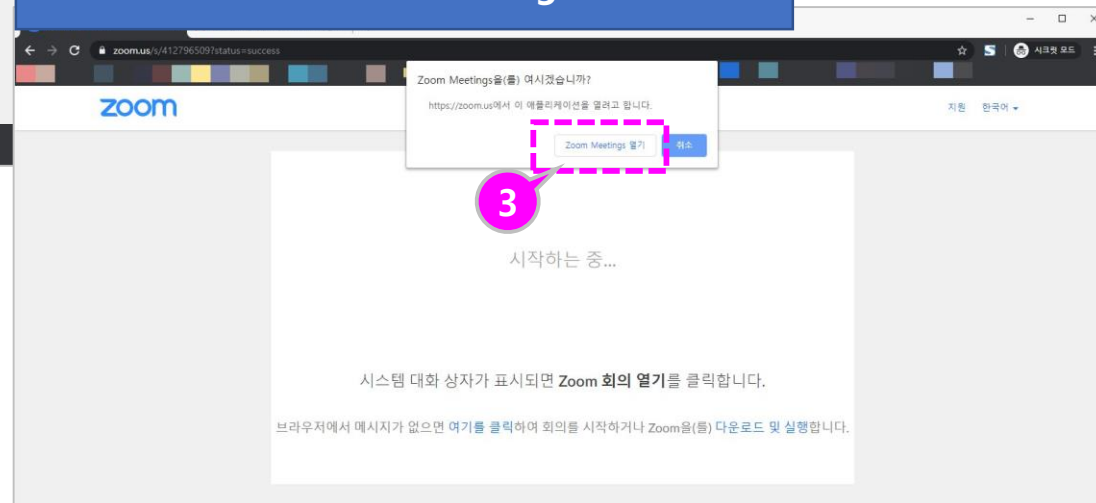 zoom.us/s/412796509?status=success
시크릿 모드
Zoom Meetings을(를) 여시겠습니까?
https://zoom.us에서 이 애플리케이션을 열려고 합니다.
Zoom Meetings 열기
취소
zoom
지원 한국어
3
시작하는 중...
시스템 대화 상자가 표시되면 Zoom 회의 열기를 클릭합니다.
브라우저에서 메시지가 없으면 여기를 클릭하여 회의를 시작하거나 Zoom을(를) 다운로드 및 실행합니다.